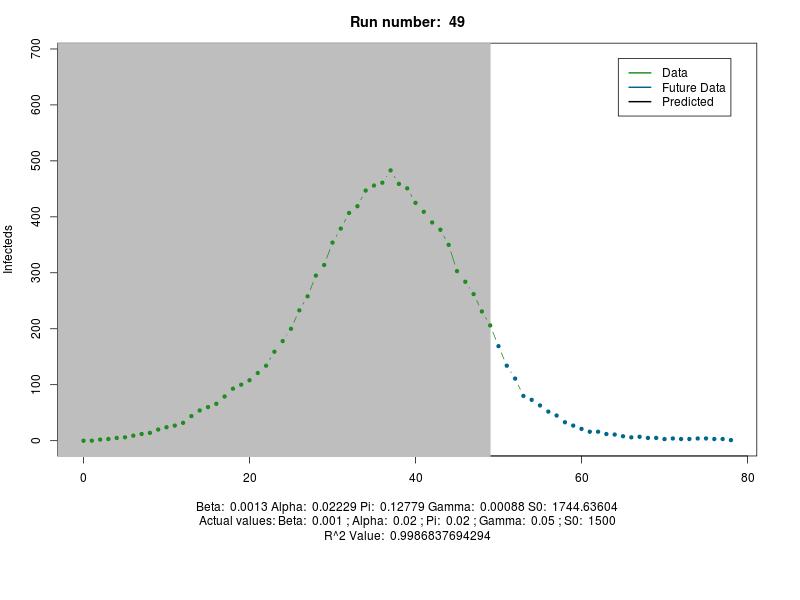 Run number: 49
700
600
500
400
300
200
100
0
Infecteds
Data
Future Data
Predicted
0 20 40 60 80
Beta: 0.0013 Alpha: 0.02229 Pi: 0.12779 Gamma: 0.00088 S0: 1744.63604
Actual values: Beta: 0.001 ; Alpha: 0.02 ; Pi: 0.02 ; Gamma: 0.05 ; S0: 1500
R^2 Value: 0.9986837694294